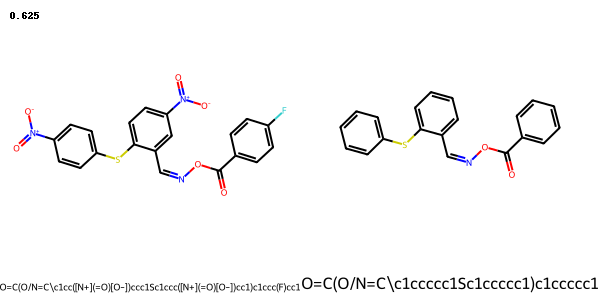 0.625
O=C(O/N=C\c1cc([N+](=O)[O-])ccc1Sc1ccc([N+](=O)[O-])cc1)c1ccc(F)cc1
O=C(O/N=C\c1ccccc1Sc1ccccc1)c1ccccc1
N+
O-
O
N+
O
O-
F
S
N
O
O
S
N
O
O